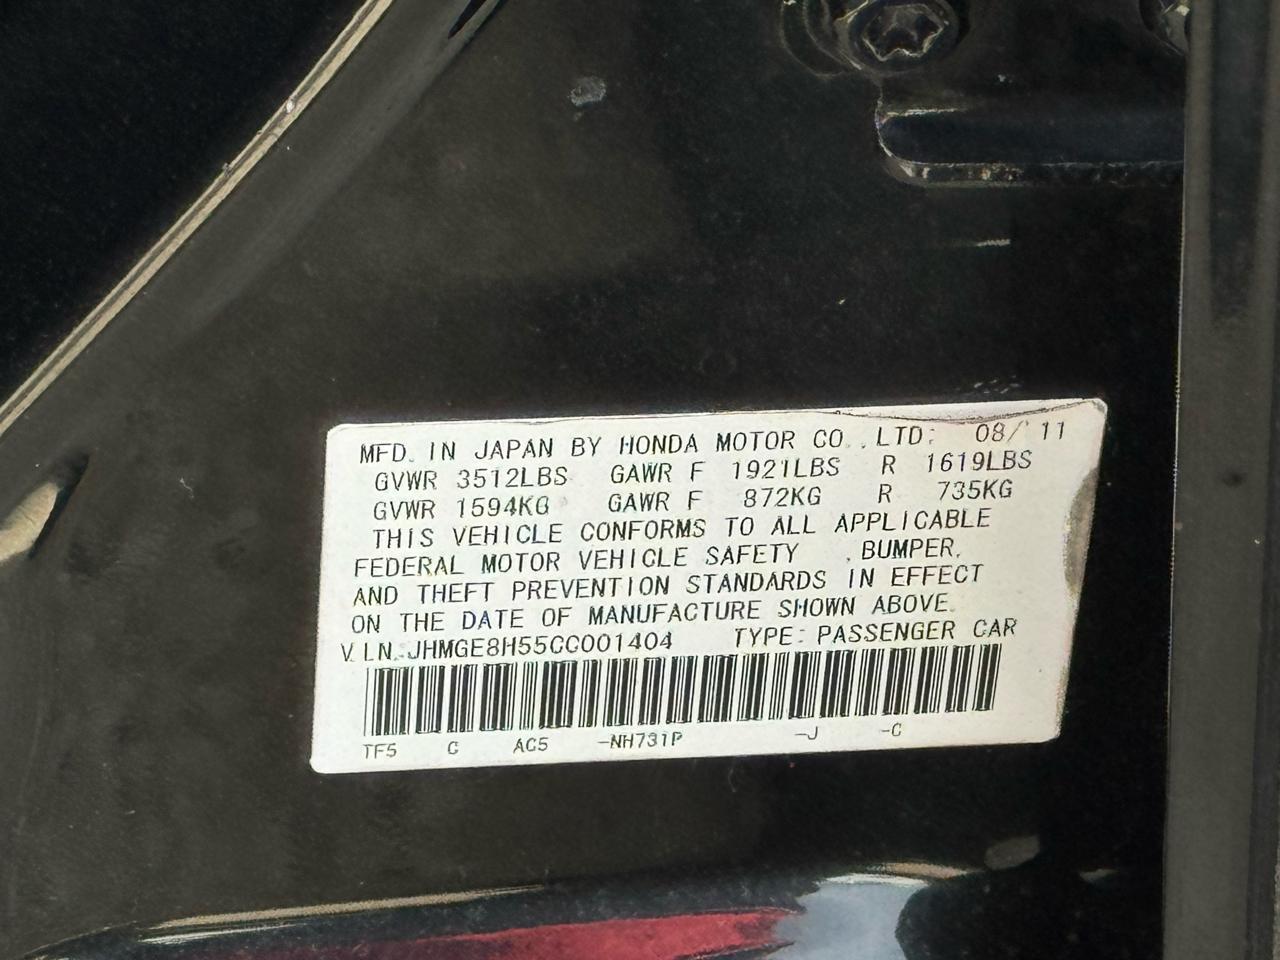 MFD. IN JAPAN BY HONDA MOTOR CO., LTD. 08/11
GVWR 3512LBS GAWR F 1921LBS R 1619LBS
GVWR 1594KG GAWR F 872KG R 735KG
THIS VEHICLE CONFORMS TO ALL APPLICABLE
FEDERAL MOTOR VEHICLE SAFETY , BUMPER,
AND THEFT PREVENTION STANDARDS IN EFFECT
ON THE DATE OF MANUFACTURE SHOWN ABOVE.
V.I.N.:JHMGE8H55CC001404 TYPE: PASSENGER CAR
TF5 C AC5 -NH731P -J -C